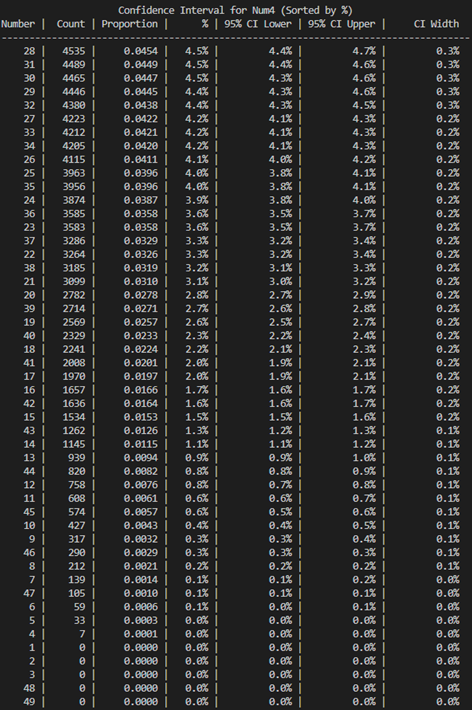 Confidence Interval for Num4 (Sorted by %)
Number | Count | Proportion | % | 95% CI Lower | 95% CI Upper | CI Width
--------------------------------------------------------------------------------
28 | 4535 | 0.0454 | 4.5% | 4.4% | 4.7% | 0.3%
31 | 4489 | 0.0449 | 4.5% | 4.4% | 4.6% | 0.3%
30 | 4465 | 0.0447 | 4.5% | 4.3% | 4.6% | 0.3%
29 | 4446 | 0.0445 | 4.4% | 4.3% | 4.6% | 0.3%
32 | 4380 | 0.0438 | 4.4% | 4.3% | 4.5% | 0.3%
27 | 4223 | 0.0422 | 4.2% | 4.1% | 4.3% | 0.2%
33 | 4212 | 0.0421 | 4.2% | 4.1% | 4.3% | 0.2%
34 | 4205 | 0.0420 | 4.2% | 4.1% | 4.3% | 0.2%
26 | 4115 | 0.0411 | 4.1% | 4.0% | 4.2% | 0.2%
25 | 3963 | 0.0396 | 4.0% | 3.8% | 4.1% | 0.2%
35 | 3956 | 0.0396 | 4.0% | 3.8% | 4.1% | 0.2%
24 | 3874 | 0.0387 | 3.9% | 3.8% | 4.0% | 0.2%
36 | 3585 | 0.0358 | 3.6% | 3.5% | 3.7% | 0.2%
23 | 3583 | 0.0358 | 3.6% | 3.5% | 3.7% | 0.2%
37 | 3286 | 0.0329 | 3.3% | 3.2% | 3.4% | 0.2%
22 | 3264 | 0.0326 | 3.3% | 3.2% | 3.4% | 0.2%
38 | 3185 | 0.0319 | 3.2% | 3.1% | 3.3% | 0.2%
21 | 3099 | 0.0310 | 3.1% | 3.0% | 3.2% | 0.2%
20 | 2782 | 0.0278 | 2.8% | 2.7% | 2.9% | 0.2%
39 | 2714 | 0.0271 | 2.7% | 2.6% | 2.8% | 0.2%
19 | 2569 | 0.0257 | 2.6% | 2.5% | 2.7% | 0.2%
40 | 2329 | 0.0233 | 2.3% | 2.2% | 2.4% | 0.2%
18 | 2241 | 0.0224 | 2.2% | 2.1% | 2.3% | 0.2%
41 | 2008 | 0.0201 | 2.0% | 1.9% | 2.1% | 0.2%
17 | 1970 | 0.0197 | 2.0% | 1.9% | 2.1% | 0.2%
16 | 1657 | 0.0166 | 1.7% | 1.6% | 1.7% | 0.2%
42 | 1636 | 0.0164 | 1.6% | 1.6% | 1.7% | 0.2%
15 | 1534 | 0.0153 | 1.5% | 1.5% | 1.6% | 0.2%
43 | 1262 | 0.0126 | 1.3% | 1.2% | 1.3% | 0.1%
14 | 1145 | 0.0115 | 1.1% | 1.1% | 1.2% | 0.1%
13 | 939 | 0.0094 | 0.9% | 0.9% | 1.0% | 0.1%
44 | 820 | 0.0082 | 0.8% | 0.8% | 0.9% | 0.1%
12 | 758 | 0.0076 | 0.8% | 0.7% | 0.8% | 0.1%
11 | 608 | 0.0061 | 0.6% | 0.6% | 0.7% | 0.1%
45 | 574 | 0.0057 | 0.6% | 0.5% | 0.6% | 0.1%
10 | 427 | 0.0043 | 0.4% | 0.4% | 0.5% | 0.1%
9 | 317 | 0.0032 | 0.3% | 0.3% | 0.4% | 0.1%
46 | 290 | 0.0029 | 0.3% | 0.3% | 0.3% | 0.1%
8 | 212 | 0.0021 | 0.2% | 0.2% | 0.2% | 0.1%
7 | 139 | 0.0014 | 0.1% | 0.1% | 0.2% | 0.0%
47 | 105 | 0.0010 | 0.1% | 0.1% | 0.1% | 0.0%
6 | 59 | 0.0006 | 0.1% | 0.0% | 0.1% | 0.0%
5 | 33 | 0.0003 | 0.0% | 0.0% | 0.0% | 0.0%
4 | 7 | 0.0001 | 0.0% | 0.0% | 0.0% | 0.0%
1 | 0 | 0.0000 | 0.0% | 0.0% | 0.0% | 0.0%
2 | 0 | 0.0000 | 0.0% | 0.0% | 0.0% | 0.0%
3 | 0 | 0.0000 | 0.0% | 0.0% | 0.0% | 0.0%
48 | 0 | 0.0000 | 0.0% | 0.0% | 0.0% | 0.0%
49 | 0 | 0.0000 | 0.0% | 0.0% | 0.0% | 0.0%